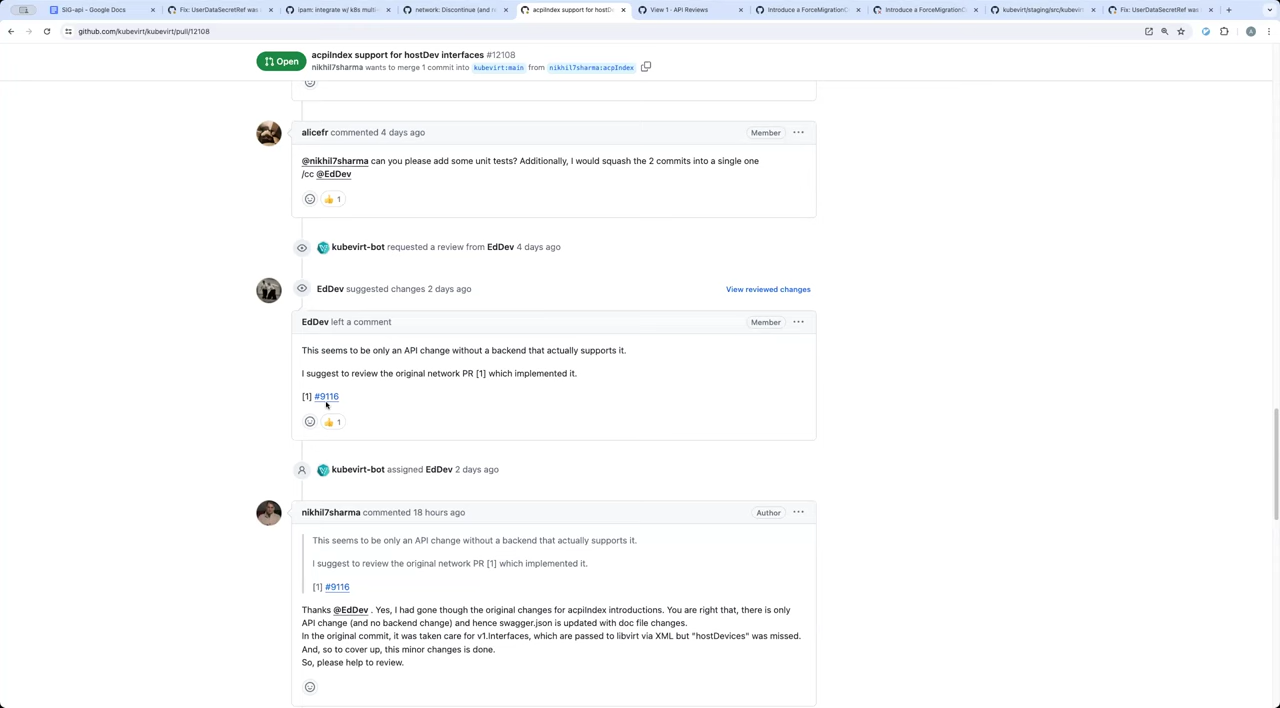 SIG-api - Google Docs
Fix: UserDataSecretRef was
ipam: integrate w/ k8s multi-
network: Discontinue (and re
acpiIndex support for hostDe
View 1 · API Reviews
Introduce a ForceMigrationC
Introduce a ForceMigrationC
kubevirt/staging/src/kubevirt
Fix: UserDataSecretRef was
github.com/kubevirt/kubevirt/pull/12108
Open
acpiIndex support for hostDev interfaces #12108
nikhil7sharma wants to merge 1 commit into kubevirt:main from nikhil7sharma:acpIndex
alicefr commented 4 days ago
Member
@nikhil7sharma can you please add some unit tests? Additionally, I would squash the 2 commits into a single one
/cc @EdDev
1
kubevirt-bot requested a review from EdDev 4 days ago
EdDev suggested changes 2 days ago
View reviewed changes
EdDev left a comment
Member
This seems to be only an API change without a backend that actually supports it.
I suggest to review the original network PR [1] which implemented it.
[1] #9116
1
kubevirt-bot assigned EdDev 2 days ago
nikhil7sharma commented 18 hours ago
Author
This seems to be only an API change without a backend that actually supports it.
I suggest to review the original network PR [1] which implemented it.
[1] #9116
Thanks @EdDev . Yes, I had gone though the original changes for acpiIndex introductions. You are right that, there is only
API change (and no backend change) and hence swagger.json is updated with doc file changes.
In the original commit, it was taken care for v1.Interfaces, which are passed to libvirt via XML but "hostDevices" was missed.
And, so to cover up, this minor changes is done.
So, please help to review.